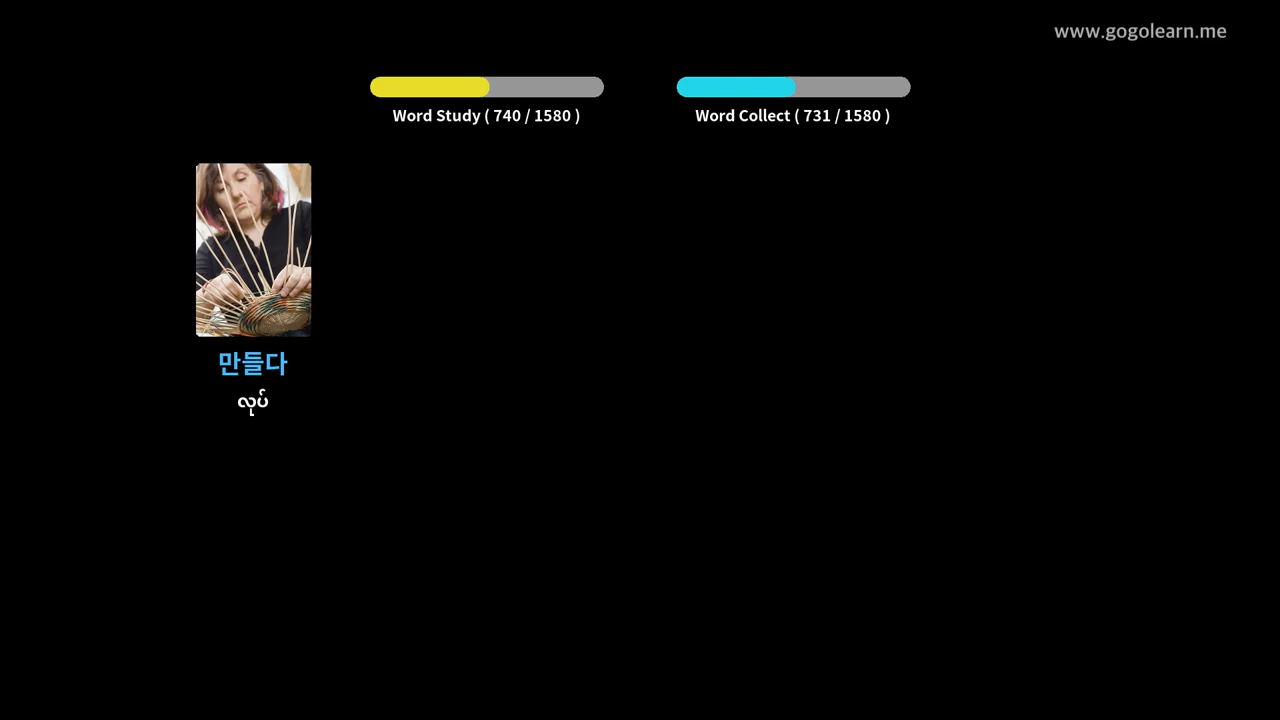 www.gogolearn.me
Word Study ( 740 / 1580 )
Word Collect ( 731 / 1580 )
만들다
လုပ်